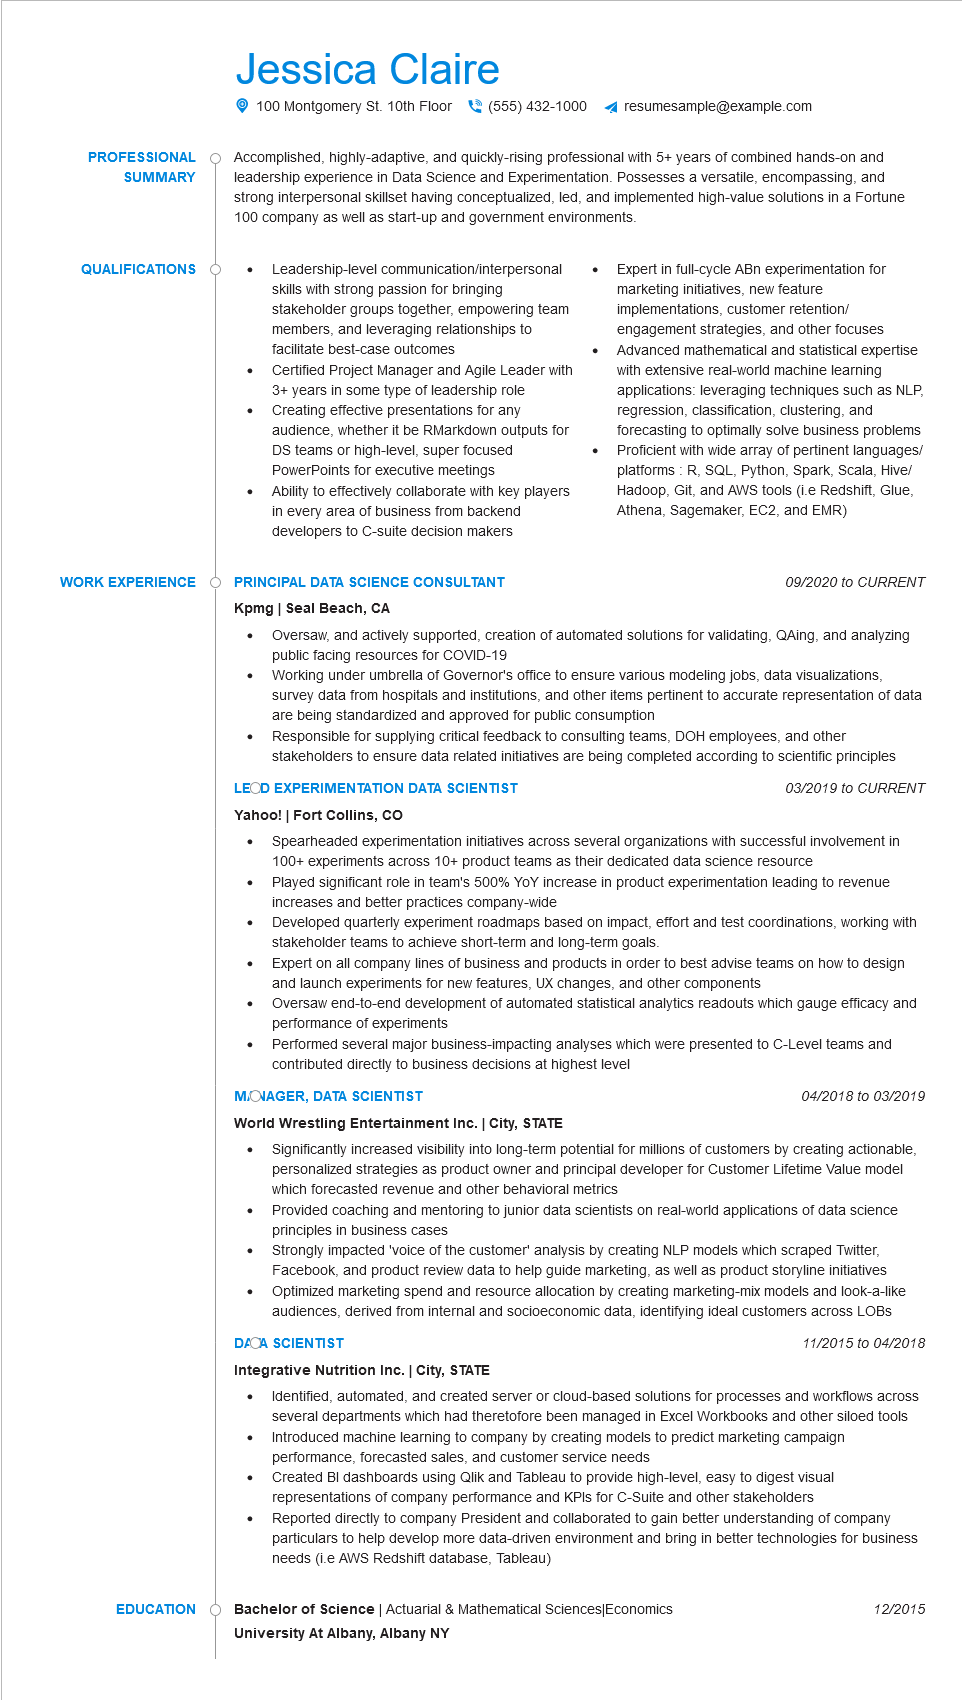 Jessica Claire
100 Montgomery St. 10th Floor (555) 432-1000 resumesample@example.com
PROFESSIONAL
SUMMARY
Accomplished, highly-adaptive, and quickly-rising professional with 5+ years of combined hands-on and
leadership experience in Data Science and Experimentation. Possesses a versatile, encompassing, and
strong interpersonal skillset having conceptualized, led, and implemented high-value solutions in a Fortune
100 company as well as start-up and government environments.
QUALIFICATIONS
• Leadership-level communication/interpersonal
skills with strong passion for bringing
stakeholder groups together, empowering team
members, and leveraging relationships to
facilitate best-case outcomes
• Certified Project Manager and Agile Leader with
3+ years in some type of leadership role
• Creating effective presentations for any
audience, whether it be RMarkdown outputs for
DS teams or high-level, super focused
PowerPoints for executive meetings
• Ability to effectively collaborate with key players
in every area of business from backend
developers to C-suite decision makers
• Expert in full-cycle ABn experimentation for
marketing initiatives, new feature
implementations, customer retention/
engagement strategies, and other focuses
• Advanced mathematical and statistical expertise
with extensive real-world machine learning
applications: leveraging techniques such as NLP,
regression, classification, clustering, and
forecasting to optimally solve business problems
• Proficient with wide array of pertinent languages/
platforms : R, SQL, Python, Spark, Scala, Hive/
Hadoop, Git, and AWS tools (i.e Redshift, Glue,
Athena, Sagemaker, EC2, and EMR)
WORK EXPERIENCE
PRINCIPAL DATA SCIENCE CONSULTANT 09/2020 to CURRENT
Kpmg | Seal Beach, CA
• Oversaw, and actively supported, creation of automated solutions for validating, QAing, and analyzing
public facing resources for COVID-19
• Working under umbrella of Governor's office to ensure various modeling jobs, data visualizations,
survey data from hospitals and institutions, and other items pertinent to accurate representation of data
are being standardized and approved for public consumption
• Responsible for supplying critical feedback to consulting teams, DOH employees, and other
stakeholders to ensure data related initiatives are being completed according to scientific principles
LEAD EXPERIMENTATION DATA SCIENTIST 03/2019 to CURRENT
Yahoo! | Fort Collins, CO
• Spearheaded experimentation initiatives across several organizations with successful involvement in
100+ experiments across 10+ product teams as their dedicated data science resource
• Played significant role in team's 500% YoY increase in product experimentation leading to revenue
increases and better practices company-wide
• Developed quarterly experiment roadmaps based on impact, effort and test coordinations, working with
stakeholder teams to achieve short-term and long-term goals.
• Expert on all company lines of business and products in order to best advise teams on how to design
and launch experiments for new features, UX changes, and other components
• Oversaw end-to-end development of automated statistical analytics readouts which gauge efficacy and
performance of experiments
• Performed several major business-impacting analyses which were presented to C-Level teams and
contributed directly to business decisions at highest level
MANAGER, DATA SCIENTIST 04/2018 to 03/2019
World Wrestling Entertainment Inc. | City, STATE
• Significantly increased visibility into long-term potential for millions of customers by creating actionable,
personalized strategies as product owner and principal developer for Customer Lifetime Value model
which forecasted revenue and other behavioral metrics
• Provided coaching and mentoring to junior data scientists on real-world applications of data science
principles in business cases
• Strongly impacted 'voice of the customer' analysis by creating NLP models which scraped Twitter,
Facebook, and product review data to help guide marketing, as well as product storyline initiatives
• Optimized marketing spend and resource allocation by creating marketing-mix models and look-a-like
audiences, derived from internal and socioeconomic data, identifying ideal customers across LOBs
DATA SCIENTIST 11/2015 to 04/2018
Integrative Nutrition Inc. | City, STATE
• Identified, automated, and created server or cloud-based solutions for processes and workflows across
several departments which had theretofore been managed in Excel Workbooks and other siloed tools
• Introduced machine learning to company by creating models to predict marketing campaign
performance, forecasted sales, and customer service needs
• Created BI dashboards using Qlik and Tableau to provide high-level, easy to digest visual
representations of company performance and KPIs for C-Suite and other stakeholders
• Reported directly to company President and collaborated to gain better understanding of company
particulars to help develop more data-driven environment and bring in better technologies for business
needs (i.e AWS Redshift database, Tableau)
EDUCATION
Bachelor of Science | Actuarial & Mathematical Sciences|Economics 12/2015
University At Albany, Albany NY